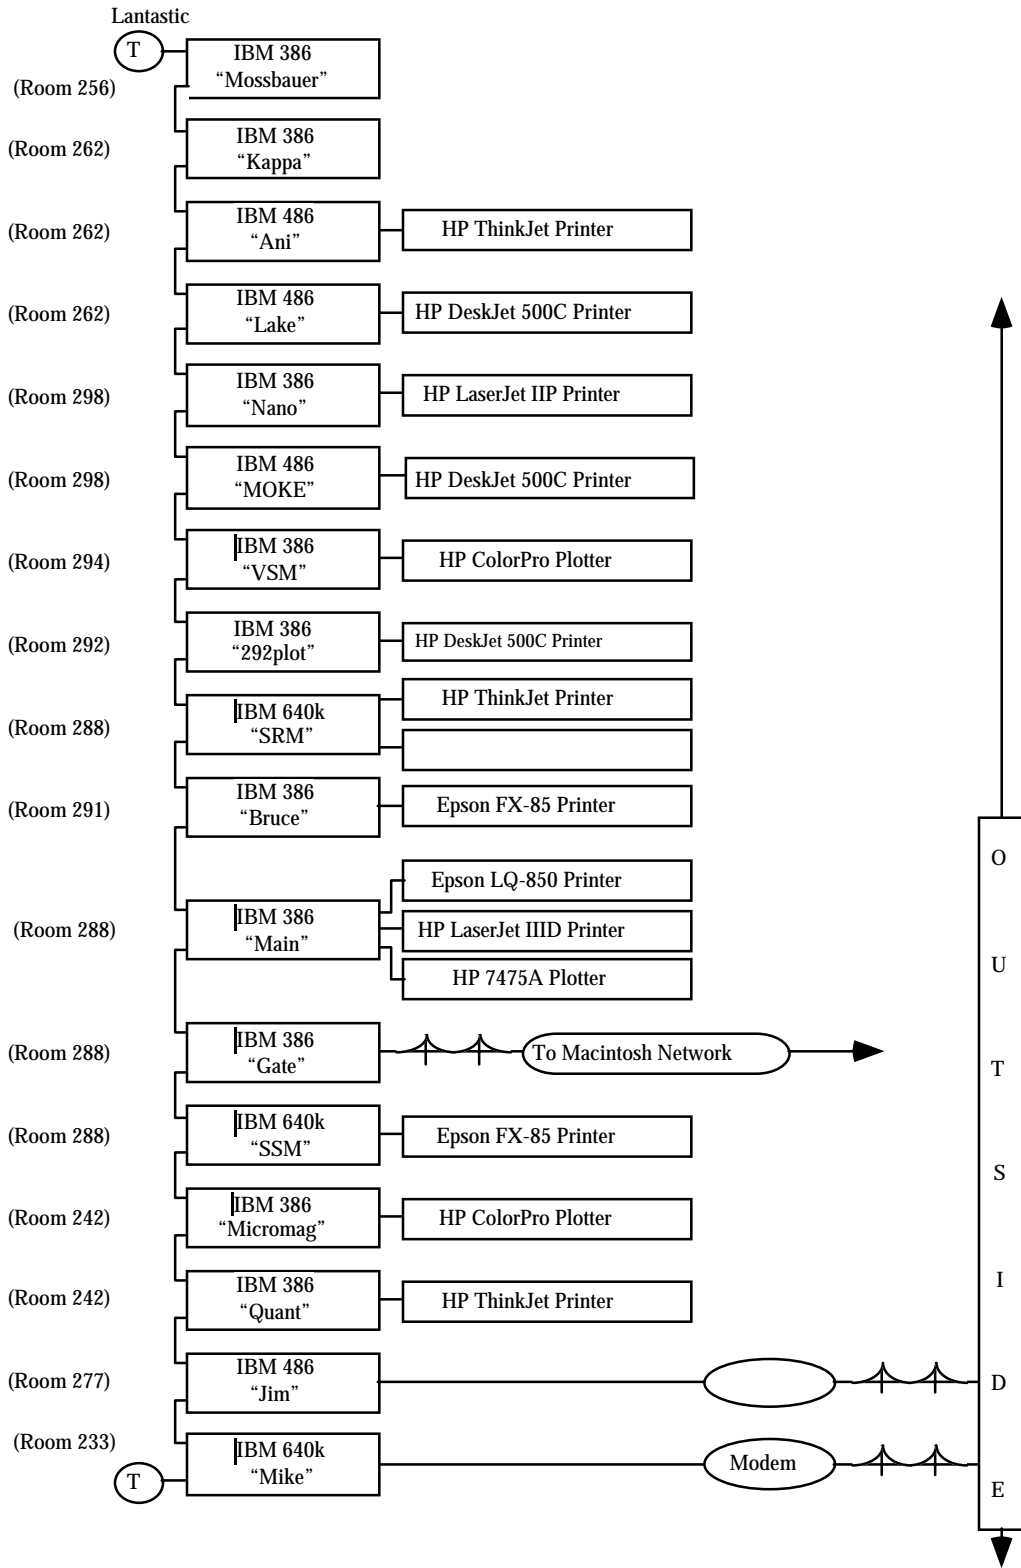 Lantastic
T
IBM 386
“Mossbauer”
(Room 256)
IBM 386
“Kappa”
(Room 262)
IBM 486
“Ani”
(Room 262)
HP ThinkJet Printer
IBM 486
“Lake”
(Room 262)
HP DeskJet 500C Printer
IBM 386
“Nano”
(Room 298)
HP LaserJet IIP Printer
IBM 486
“MOKE”
(Room 298)
HP DeskJet 500C Printer
IBM 386
“VSM”
(Room 294)
HP ColorPro Plotter
IBM 386
“292plot”
(Room 292)
HP DeskJet 500C Printer
IBM 640k
“SRM”
(Room 288)
HP ThinkJet Printer
IBM 386
“Bruce”
(Room 291)
Epson FX-85 Printer
IBM 386
“Main”
(Room 288)
Epson LQ-850 Printer
HP LaserJet IIID Printer
HP 7475A Plotter
IBM 386
“Gate”
(Room 288)
To Macintosh Network
IBM 640k
“SSM”
(Room 288)
Epson FX-85 Printer
IBM 386
“Micromag”
(Room 242)
HP ColorPro Plotter
IBM 386
“Quant”
(Room 242)
HP ThinkJet Printer
IBM 486
“Jim”
(Room 277)
IBM 640k
“Mike”
(Room 233)
T
Modem
O
U
T
S
I
D
E